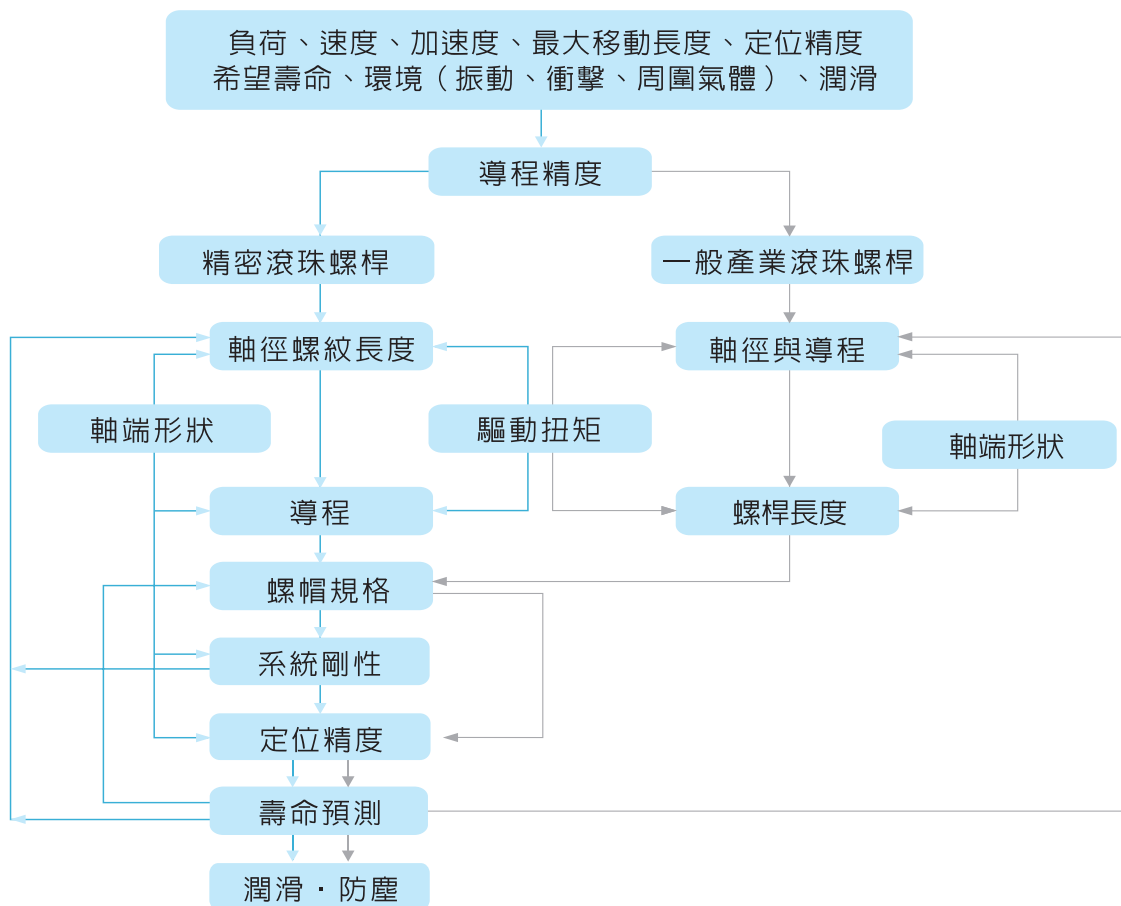 負荷、速度、加速度、最大移動長度、定位精度
希望壽命、環境（振動、衝擊、周圍氣體）、潤滑
導程精度
精密滾珠螺桿
一般產業滾珠螺桿
軸徑螺紋長度
軸徑與導程
軸端形狀
驅動扭矩
軸端形狀
導程
螺桿長度
螺帽規格
系統剛性
定位精度
壽命預測
潤滑・防塵